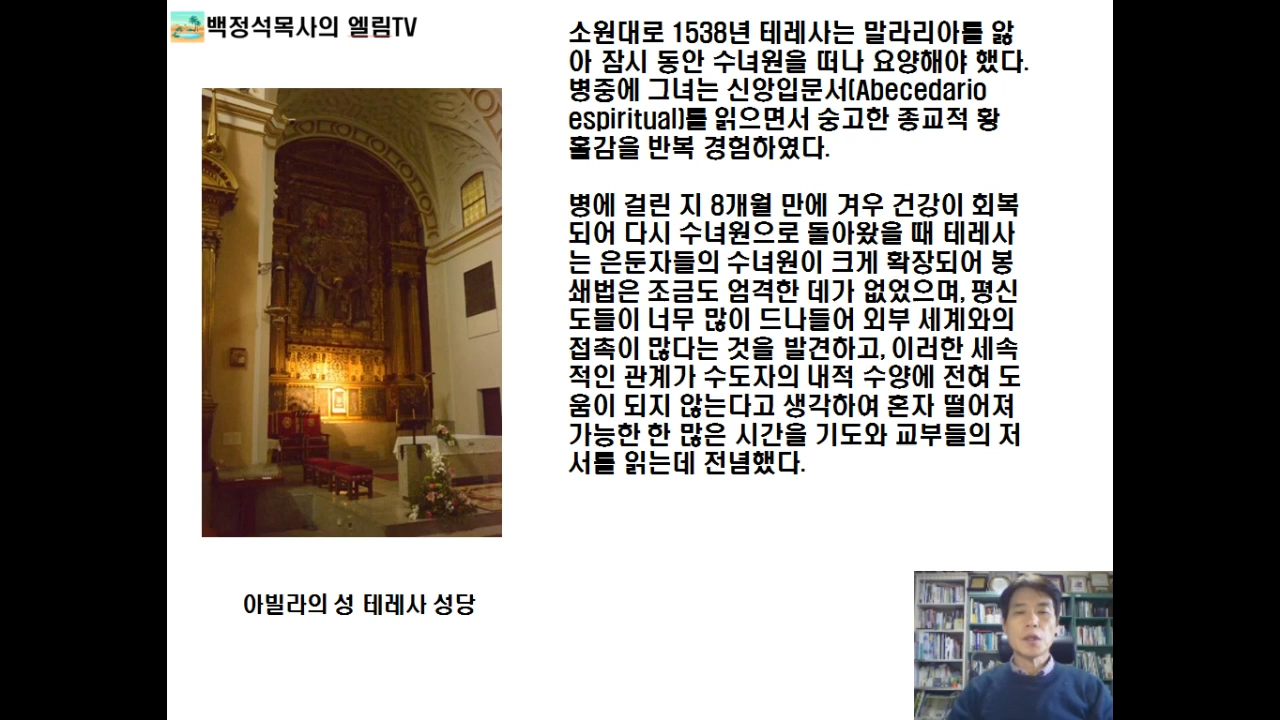 백정석목사의 엘림TV
소원대로 1538년 테레사는 말라리아를 앓
아 잠시 동안 수녀원을 떠나 요양해야 했다.
병중에 그녀는 신앙입문서(Abecedario
espiritual)를 읽으면서 숭고한 종교적 황
홀감을 반복 경험하였다.
병에 걸린 지 8개월 만에 겨우 건강이 회복
되어 다시 수녀원으로 돌아왔을 때 테레사
는 은둔자들의 수녀원이 크게 확장되어 봉
쇄법은 조금도 엄격한 데가 없었으며, 평신
도들이 너무 많이 드나들어 외부 세계와의
접촉이 많다는 것을 발견하고, 이러한 세속
적인 관계가 수도자의 내적 수양에 전혀 도
움이 되지 않는다고 생각하여 혼자 떨어져
가능한 한 많은 시간을 기도와 교부들의 저
서를 읽는데 전념했다.
아빌라의 성 테레사 성당